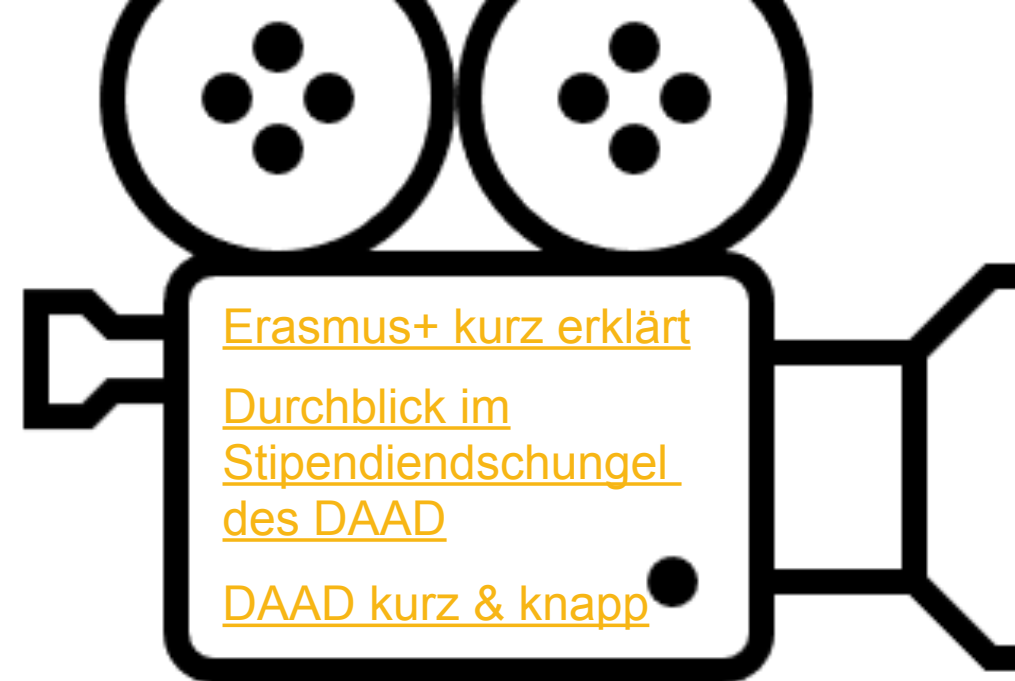 Erasmus+ kurz erklärt
Durchblick im
Stipendiendschungel
des DAAD
DAAD kurz & knapp